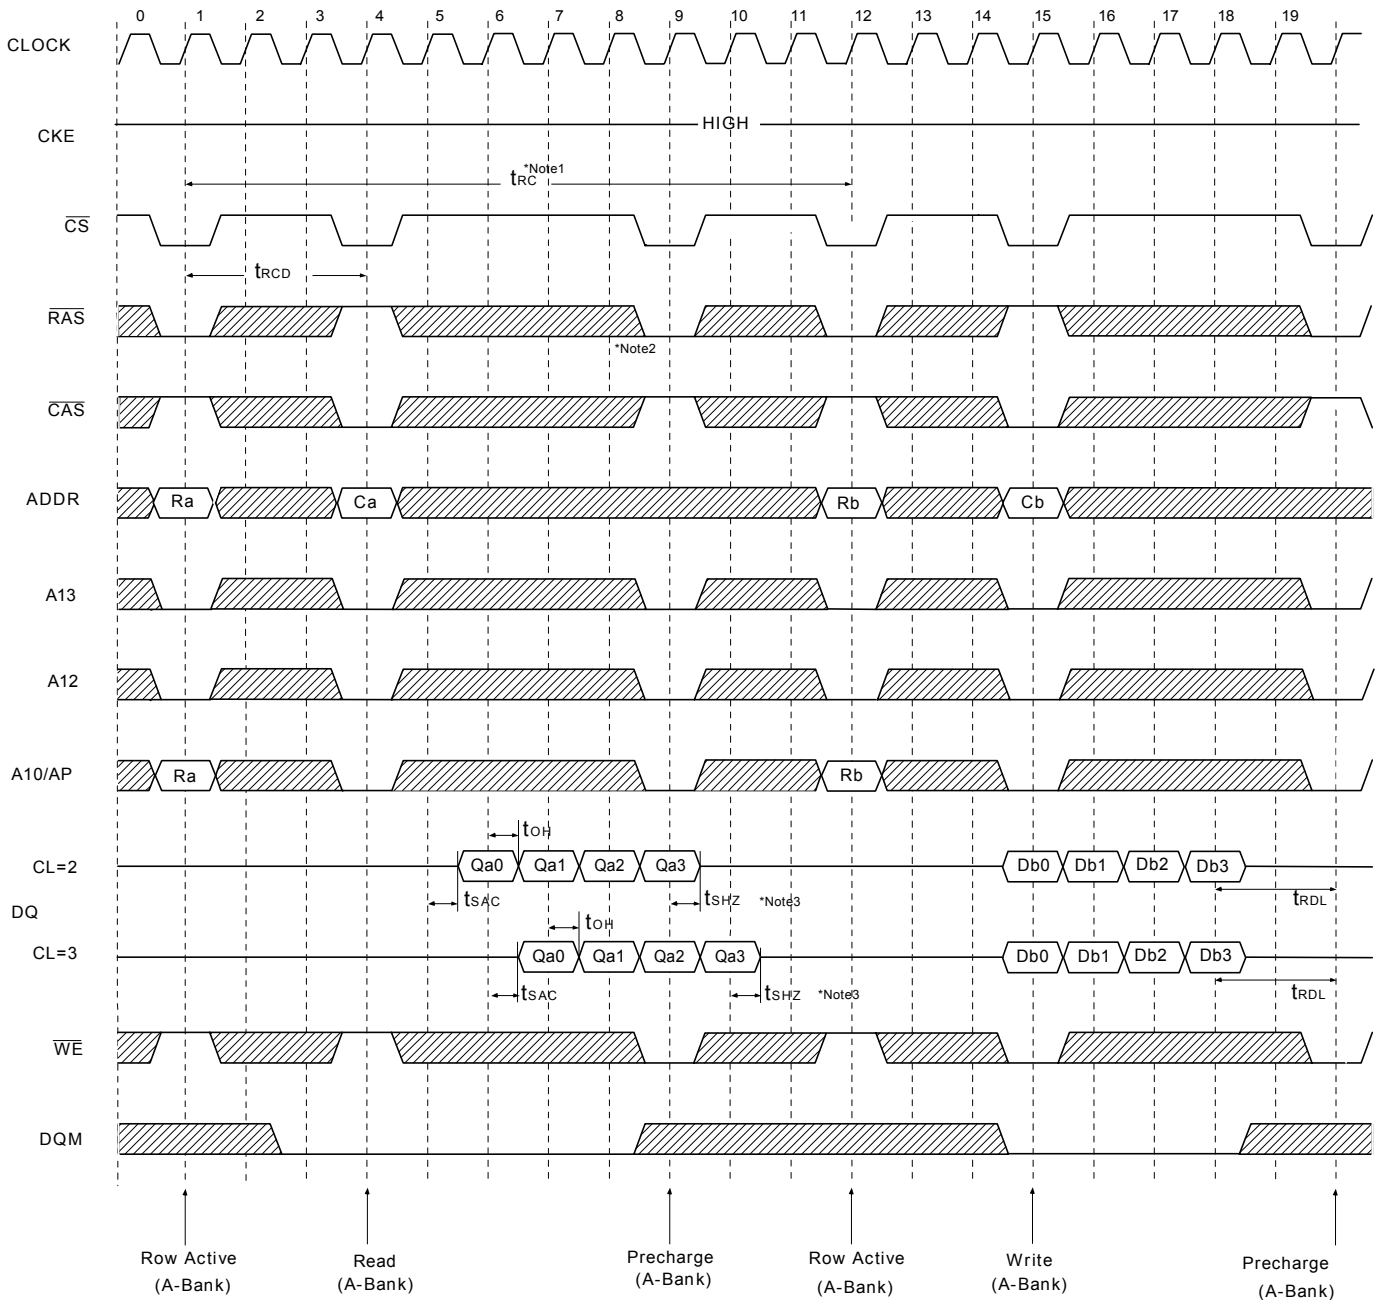 0 1 2 3 4 5 6 7 8 9 10 11 12 13 14 15 16 17 18 19
CLOCK
CKE
HIGH
tRC *Note1
CS
tRCD
RAS
*Note2
CAS
ADDR
Ra Ca Rb Cb
A13
A12
A10/AP
Ra Rb
tOH
CL=2
Qa0 Qa1 Qa2 Qa3 Db0 Db1 Db2 Db3
tSAC tSHZ *Note3 tRDL
DQ
tOH
CL=3
Qa0 Qa1 Qa2 Qa3 Db0 Db1 Db2 Db3
tSAC tSHZ *Note3 tRDL
WE
DQM
Row Active
(A-Bank)
Read
(A-Bank)
Precharge
(A-Bank)
Row Active
(A-Bank)
Write
(A-Bank)
Precharge
(A-Bank)